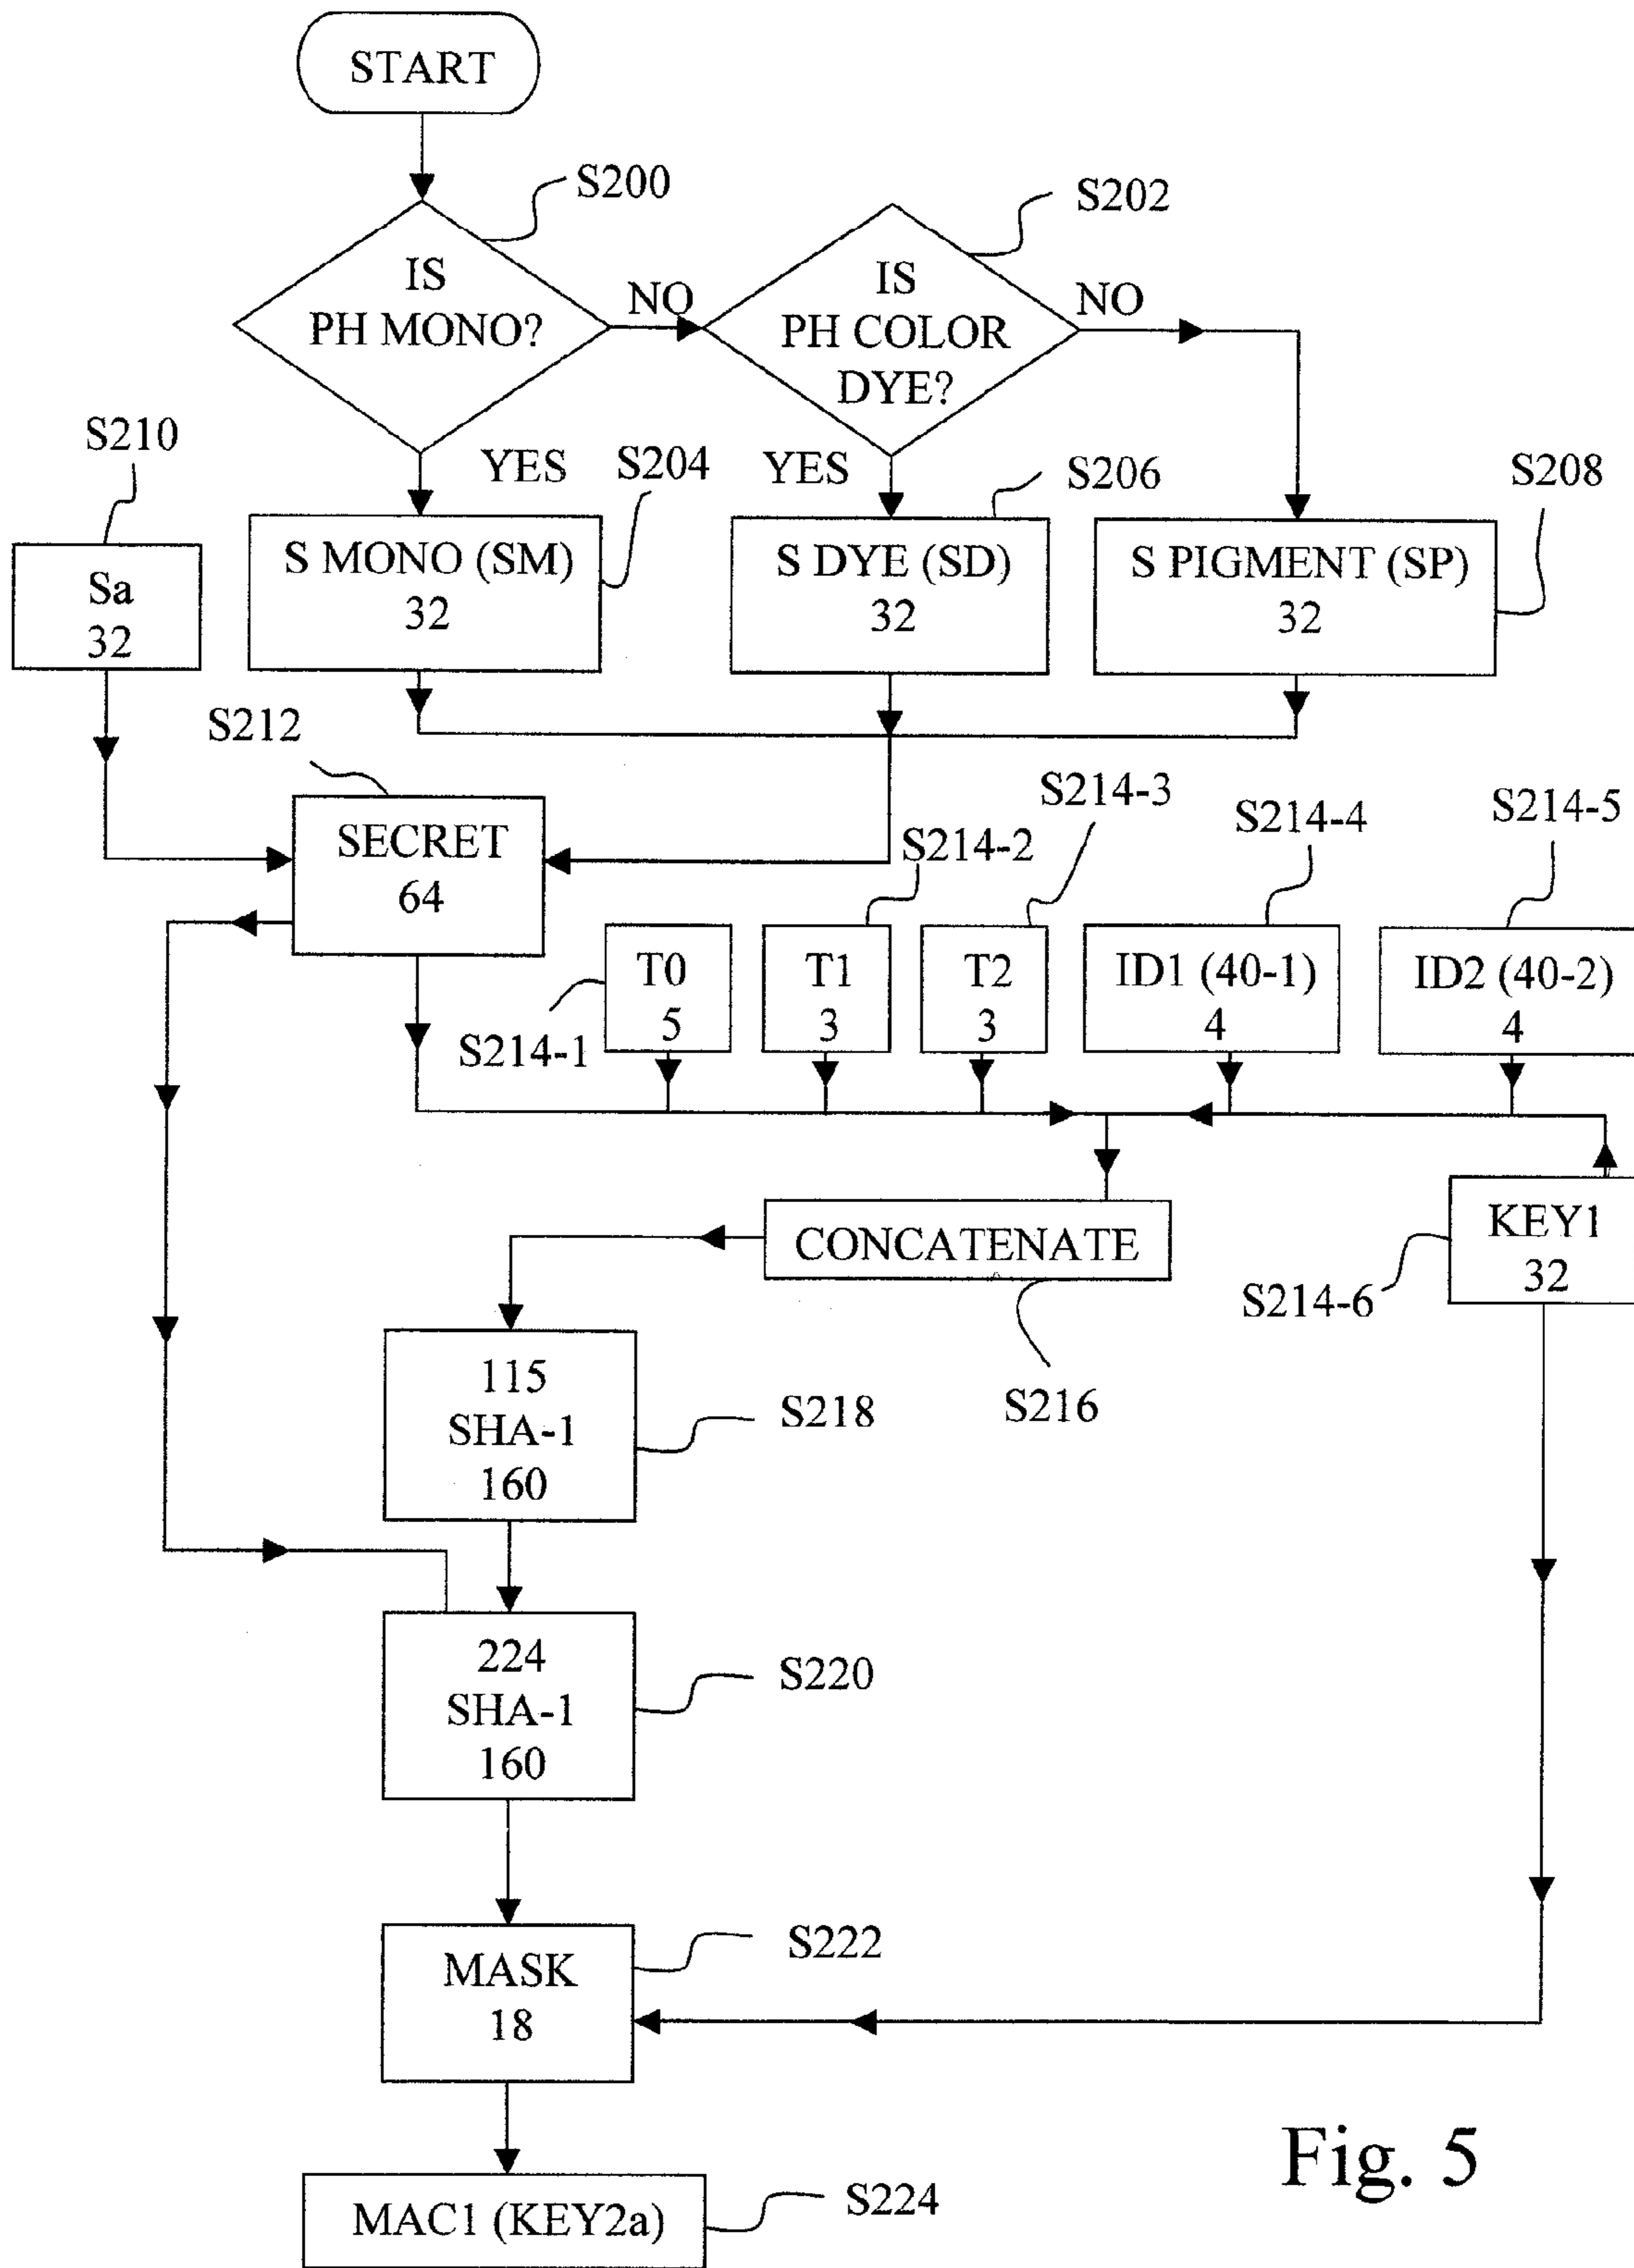 START
S200
S202
IS
PH MONO?
NO
IS
PH COLOR
DYE?
NO
S210
YES
S204
YES
S206
S208
Sa
32
S MONO (SM)
32
S DYE (SD)
32
S PIGMENT (SP)
32
S212
SECRET
64
S214-1
S214-2
S214-3
S214-4
S214-5
T0
5
T1
3
T2
3
ID1 (40-1)
4
ID2 (40-2)
4
CONCATENATE
S216
KEY1
32
S214-6
115
SHA-1
160
S218
224
SHA-1
160
S220
MASK
18
S222
MAC1 (KEY2a)
S224
Fig. 5